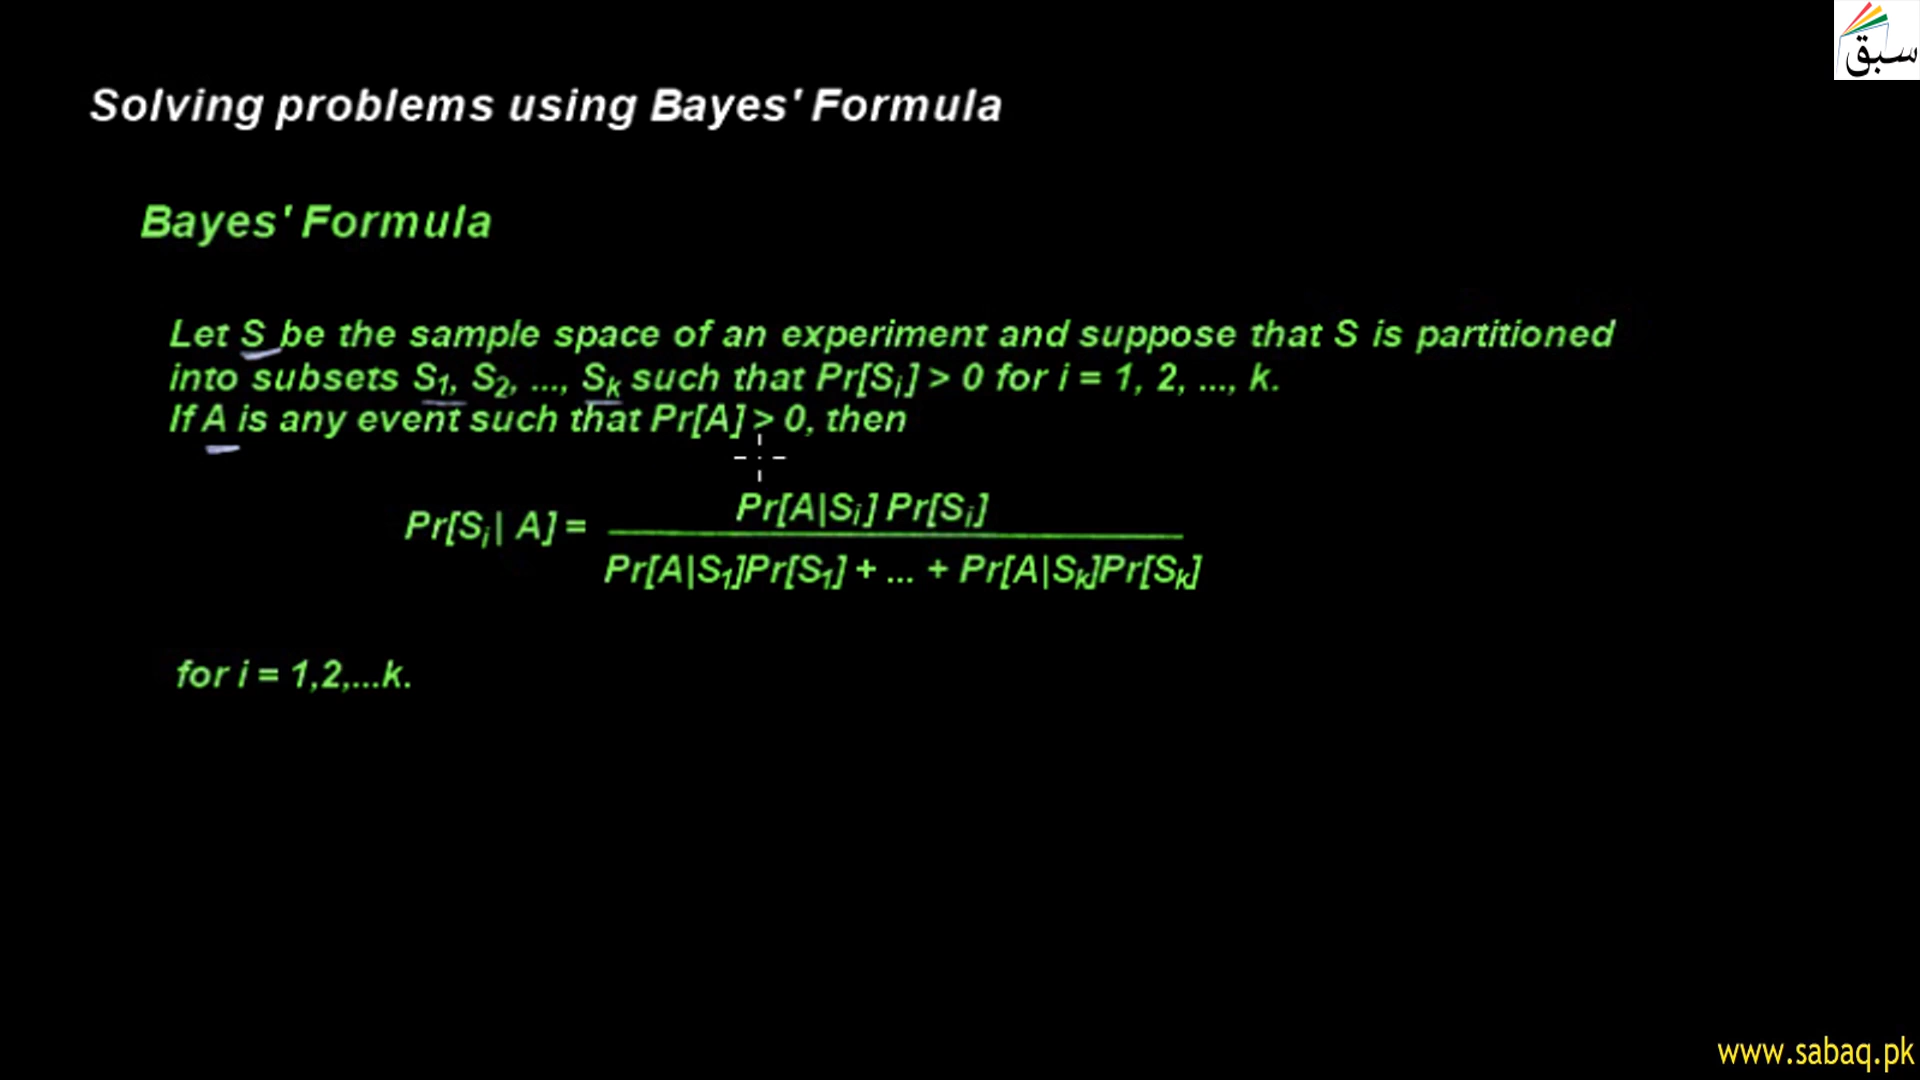 سبق
Solving problems using Bayes' Formula
Bayes' Formula
Let S be the sample space of an experiment and suppose that S is partitioned
into subsets S₁, S₂, ..., Sₖ such that Pr[Sᵢ] > 0 for i = 1, 2, ..., k.
If A is any event such that Pr[A] > 0, then
Pr[Sᵢ| A] = Pr[A|Sᵢ] Pr[Sᵢ]
Pr[A|S₁]Pr[S₁] + ... + Pr[A|Sₖ]Pr[Sₖ]
for i = 1,2,...k.
www.sabaq.pk